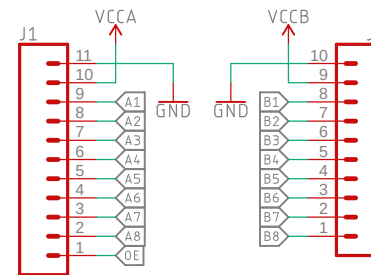 VCCA VCCB
J1
11 GND GND 10
10 9
9 A1 B1 8
8 A2 B2 7
7 A3 B3 6
6 A4 B4 5
5 A5 B5 4
4 A6 B6 3
3 A7 B7 2
2 A8 B8 1
1 OE